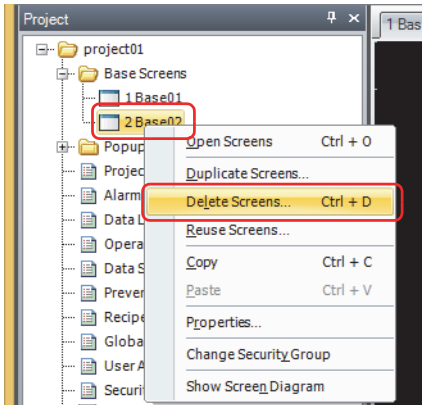 Project
1 Bas
project01
Base Screens
1 Base01
2 Base02
Popup
Projec
Alarm
Data L
Opera
Data S
Prever
Recipe
Globa
User A
Securi
Open Screens Ctrl + O
Duplicate Screens...
Delete Screens... Ctrl + D
Reuse Screens...
Copy Ctrl + C
Paste Ctrl + V
Properties...
Change Security Group
Show Screen Diagram